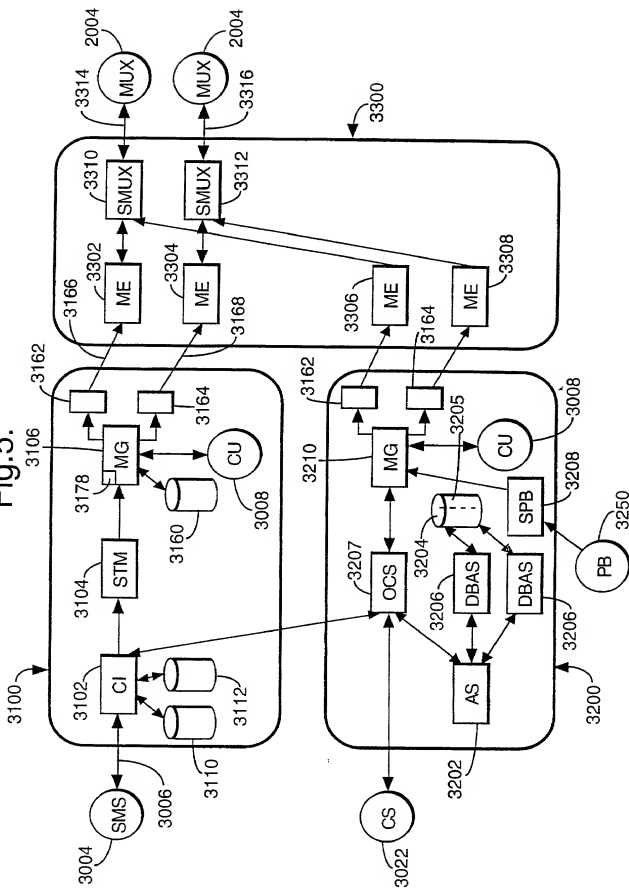 Fig.5.
3100
3102
3104
3178
3106
3162
3166
3302
3310
3314
2004
SMS
CI
STM
MG
ME
SMUX
MUX
3004
3006
3110
3112
3160
CU
3008
3164
3168
3304
ME
3312
SMUX
3316
MUX
2004
3300
CS
3022
OCS
3207
3204
3210
MG
3162
3205
3164
3306
ME
ME
3308
AS
3202
DBAS
3206
DBAS
3206
SPB
3208
CU
3008
PB
3250
3200